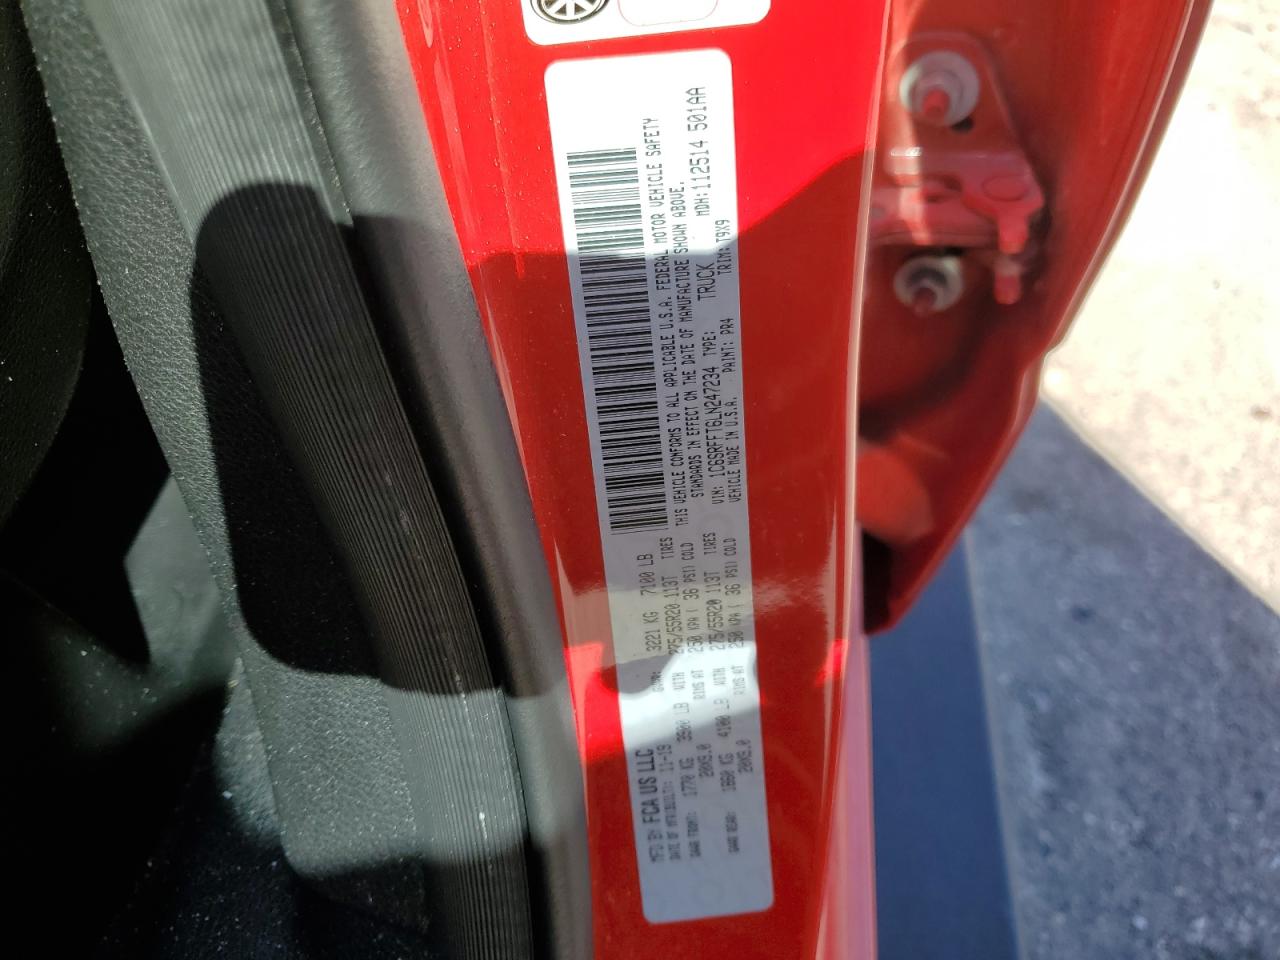 MFD BY FCA US LLC
DATE OF MFR(BUILT): 11-19 GVWR: 3221 KG 7100 LB
GAWR FRONT: 1770 KG 3900 LB WITH 275/55R20 113T TIRES
20X9.0 RIMS AT 250 KPA ( 36 PSI) COLD
GAWR REAR: 1860 KG 4100 LB WITH 275/55R20 113T TIRES
20X9.0 RIMS AT 250 KPA ( 36 PSI) COLD
THIS VEHICLE CONFORMS TO ALL APPLICABLE U.S.A. FEDERAL MOTOR VEHICLE SAFETY
STANDARDS IN EFFECT ON THE DATE OF MANUFACTURE SHOWN ABOVE.
VIN: 1C6SRFFT6LN247234 TYPE: TRUCK MDH:112514 501AA
VEHICLE MADE IN U.S.A. PAINT: PR4 TRIM: T9X9